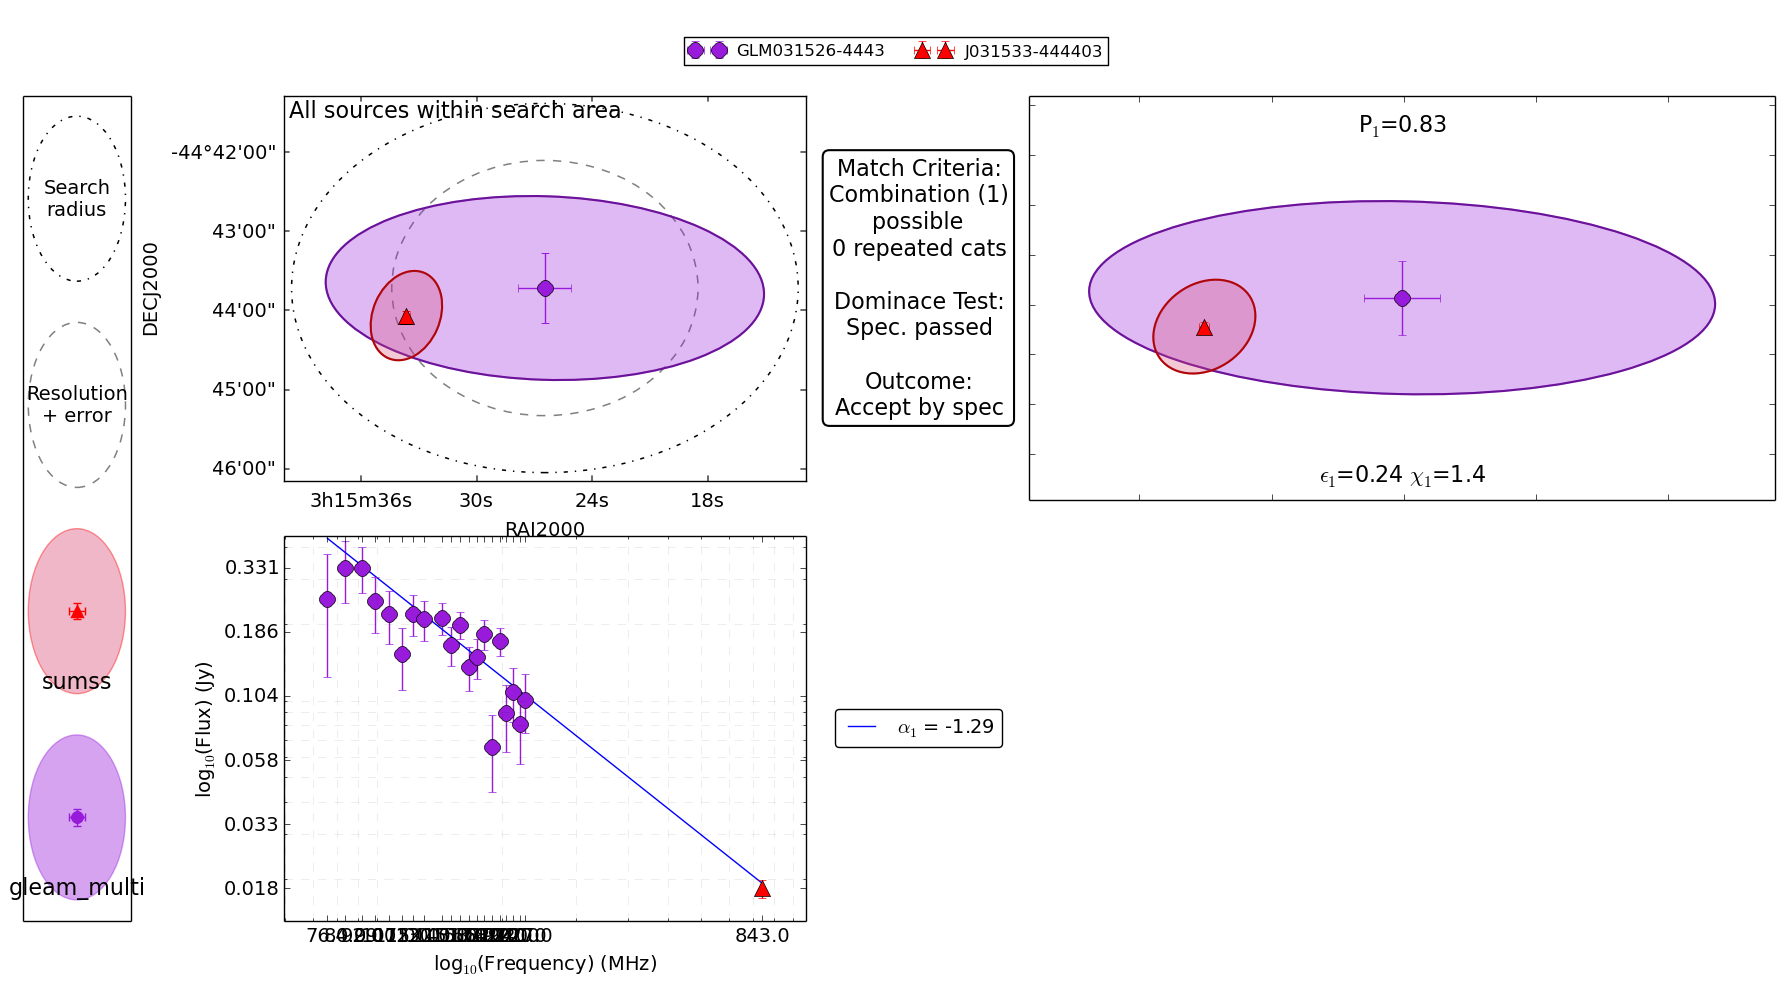 GLM031526-4443 J031533-444403
All sources within search area
Search
radius
Resolution
+ error
sumss
gleam_multi
DECJ2000
-44°42'00"
43'00"
44'00"
45'00"
46'00"
3h15m36s 30s 24s 18s
RAJ2000
Match Criteria:
Combination (1)
possible
0 repeated cats
Dominace Test:
Spec. passed
Outcome:
Accept by spec
P1=0.83
ϵ1=0.24 χ1=1.4
log10(Flux) (Jy)
0.331
0.186
0.104
0.058
0.033
0.018
843.0
log10(Frequency) (MHz)
α1 = -1.29